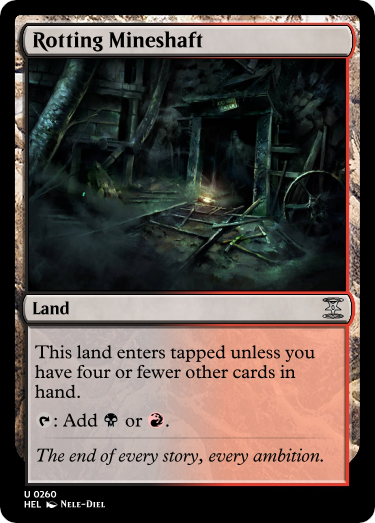 Rotting Mineshaft
Land
This land enters tapped unless you
have four or fewer other cards in
hand.
: Add or .
The end of every story, every ambition.
U 0260
HEL Nele-Diel